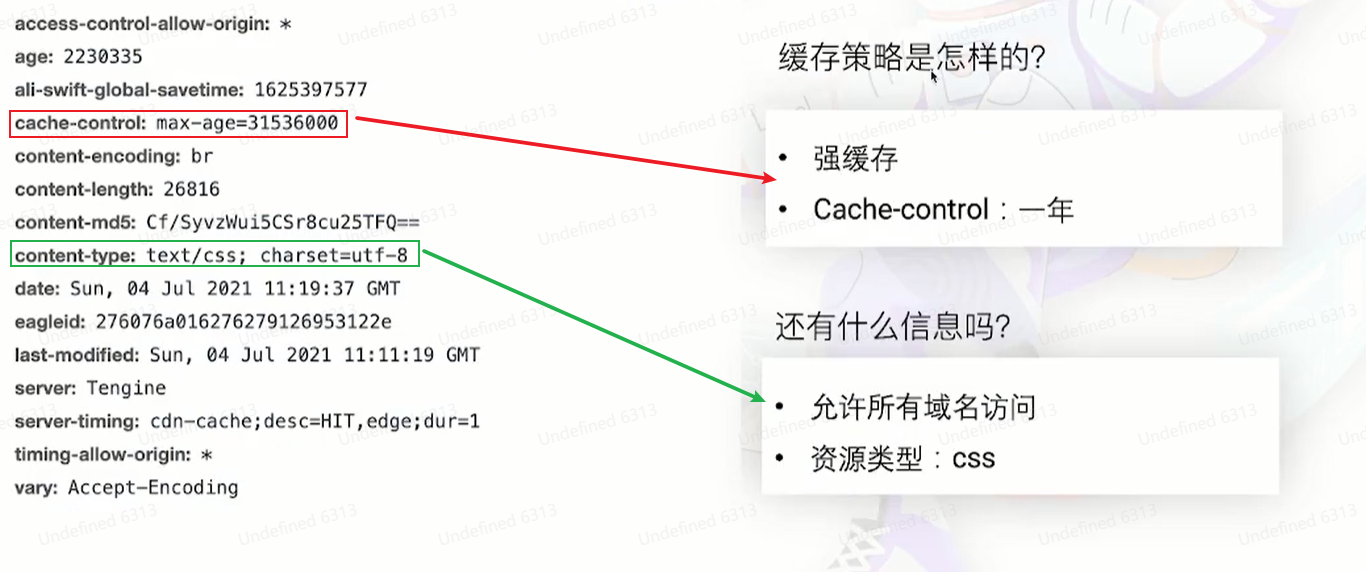 access-control-allow-origin: *
age: 2230335
ali-swift-global-savetime: 1625397577
cache-control: max-age=31536000
content-encoding: br
content-length: 26816
content-md5: Cf/SyvzWui5CSr8cu25TFQ==
content-type: text/css; charset=utf-8
date: Sun, 04 Jul 2021 11:19:37 GMT
eagleid: 276076a016276279126953122e
last-modified: Sun, 04 Jul 2021 11:11:19 GMT
server: Tengine
server-timing: cdn-cache;desc=HIT,edge;dur=1
timing-allow-origin: *
vary: Accept-Encoding
缓存策略是怎样的?
• 强缓存
• Cache-control：一年
还有什么信息吗?
• 允许所有域名访问
• 资源类型：css
Undefined 6313